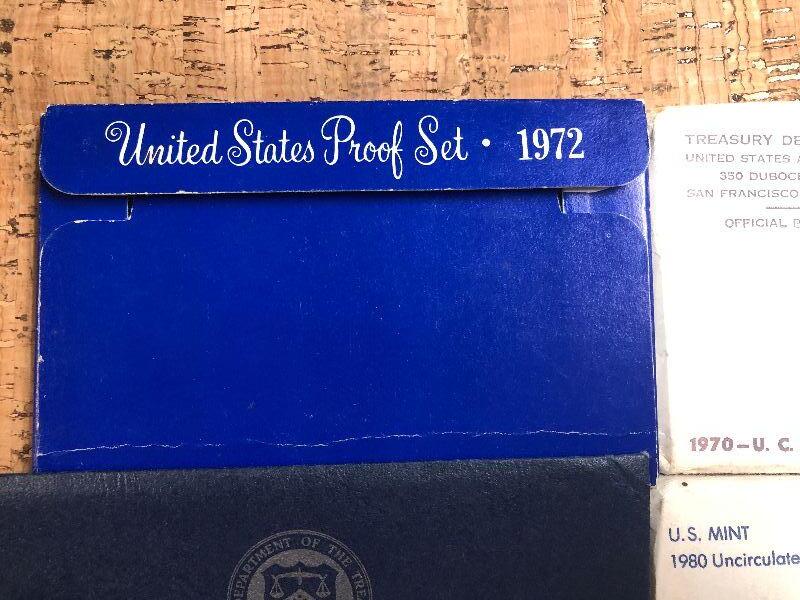 United States Proof Set · 1972
TREASURY DE
UNITED STATES
350 DUBOCE
SAN FRANCISCO
OFFICIAL
1970-U. C.
U.S. MINT
1980 Uncirculate
DEPARTMENT OF THE TREA